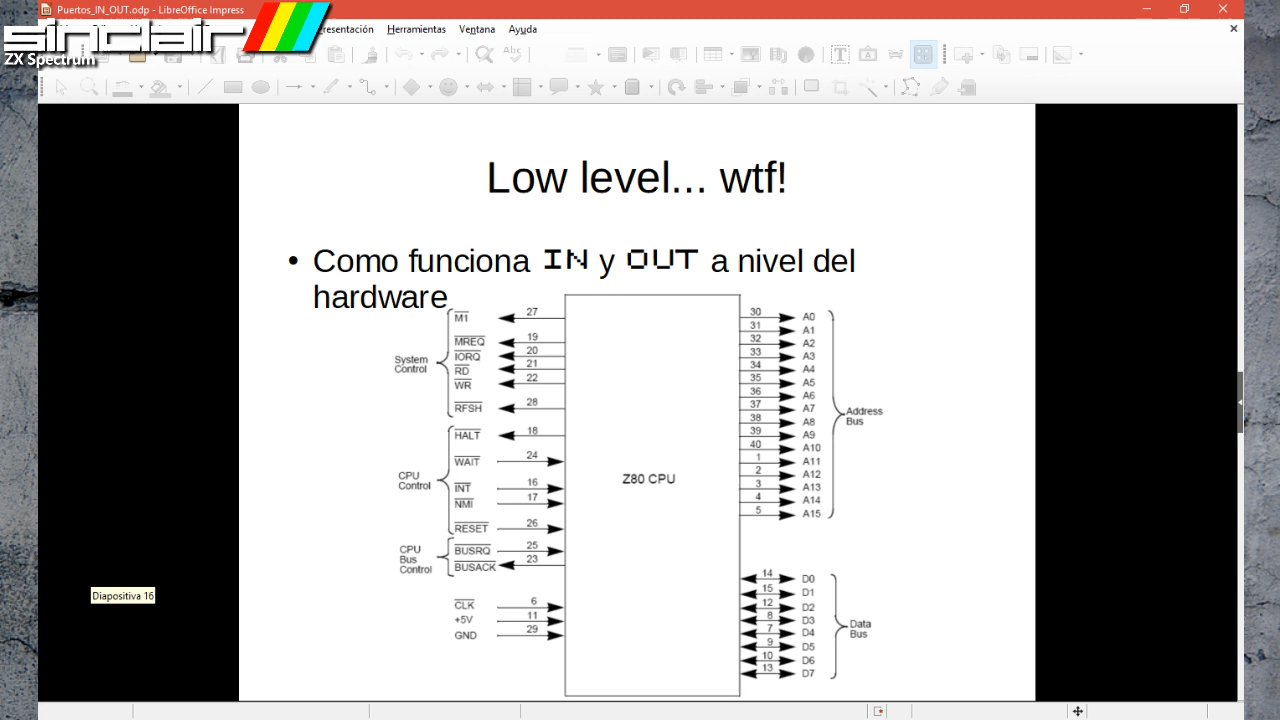 Puertos_IN_OUT.odp - LibreOffice Impress
sinclair
ZX Spectrum
resentación Herramientas Ventana Ayuda
Low level... wtf!
• Como funciona IN y OUT a nivel del
hardware
System
Control
M1 27
MREQ 19
IORQ 20
RD 21
WR 22
RFSH 28
CPU
Control
HALT 18
WAIT 24
INT 16
NMI 17
RESET 26
CPU
Bus
Control
BUSRQ 25
BUSACK 23
CLK 6
+5V 11
GND 29
Z80 CPU
30 A0
31 A1
32 A2
33 A3
34 A4
35 A5
36 A6
37 A7
38 A8
39 A9
40 A10
1 A11
2 A12
3 A13
4 A14
5 A15
Address
Bus
14 D0
15 D1
12 D2
8 D3
7 D4
9 D5
10 D6
13 D7
Data
Bus
Diapositiva 16